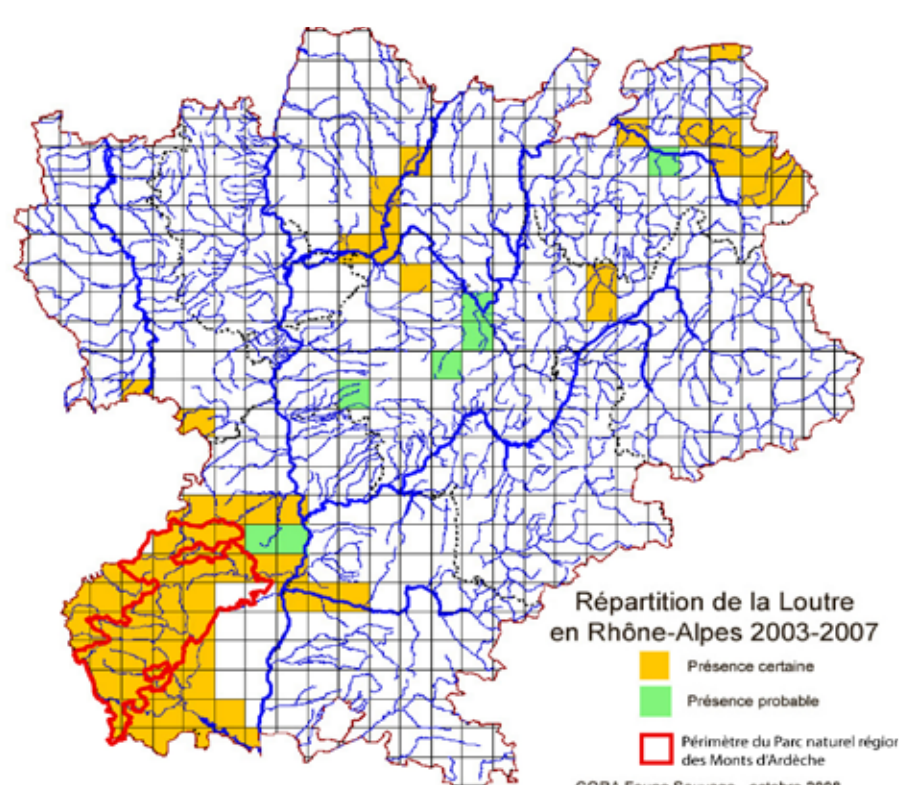 Répartition de la Loutre
en Rhône-Alpes 2003-2007
Présence certaine
Présence probable
Périmètre du Parc naturel région
des Monts d'Ardèche